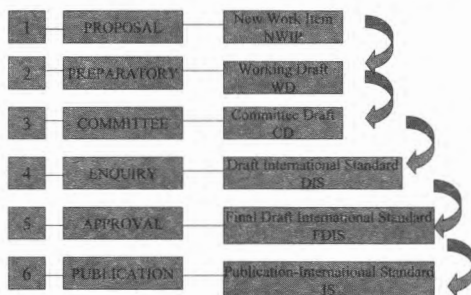 1 PROPOSAL New Work Item
NWIP
2 PREPARATORY Working Draft
WD
3 COMMITTEE Committee Draft
CD
4 ENQUIRY Draft International Standard
DIS
5 APPROVAL Final Draft International Standard
FDIS
6 PUBLICATION Publication-International Standard
IS